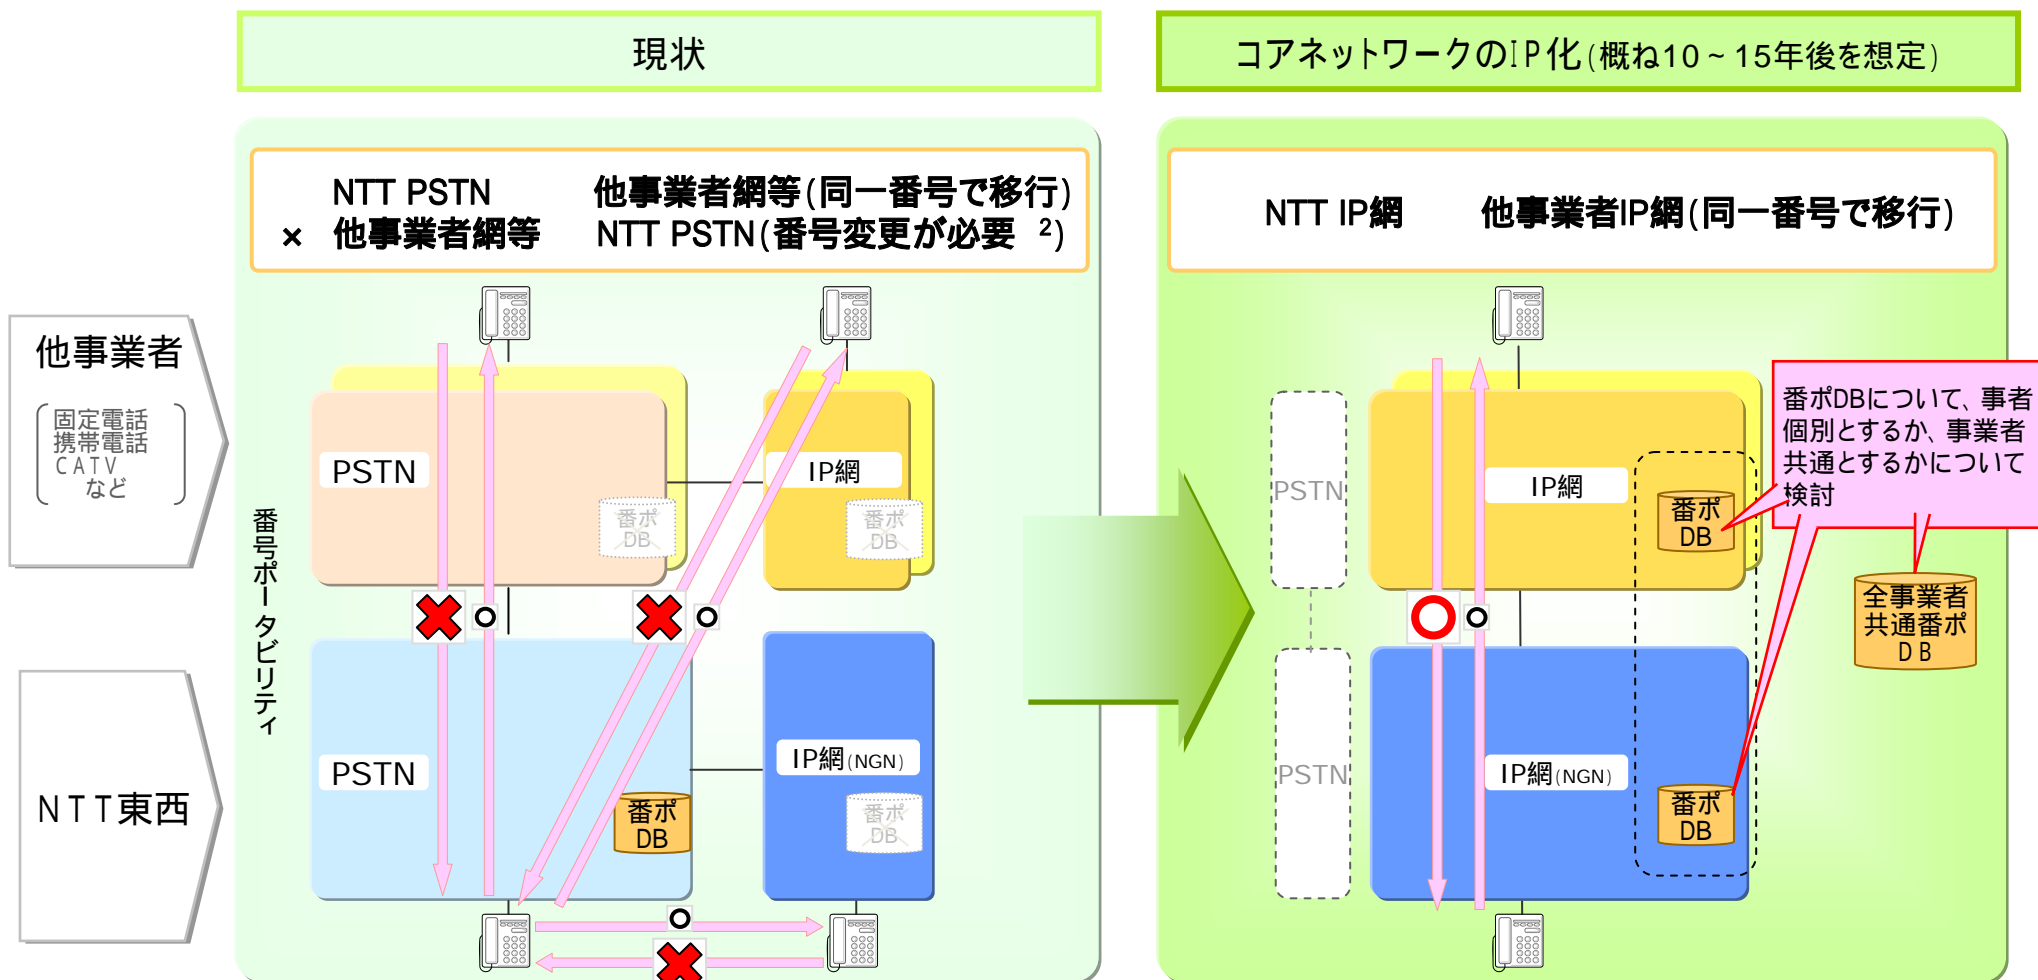 現状
コアネットワークのIP化(概ね10~15年後を想定)
NTT PSTN 他事業者網等(同一番号で移行)
× 他事業者網等 NTT PSTN(番号変更が必要 2)
NTT IP網 他事業者IP網(同一番号で移行)
他事業者
固定電話
携帯電話
CATV
など
NTT東西
番号ポータビリティ
PSTN
番ポ
DB
IP網
番ポ
DB
PSTN
番ポ
DB
IP網(NGN)
番ポ
DB
PSTN
PSTN
IP網
番ポ
DB
IP網(NGN)
番ポ
DB
番ポDBについて、事者
個別とするか、事業者
共通とするかについて
検討
全事業者
共通番ポ
DB